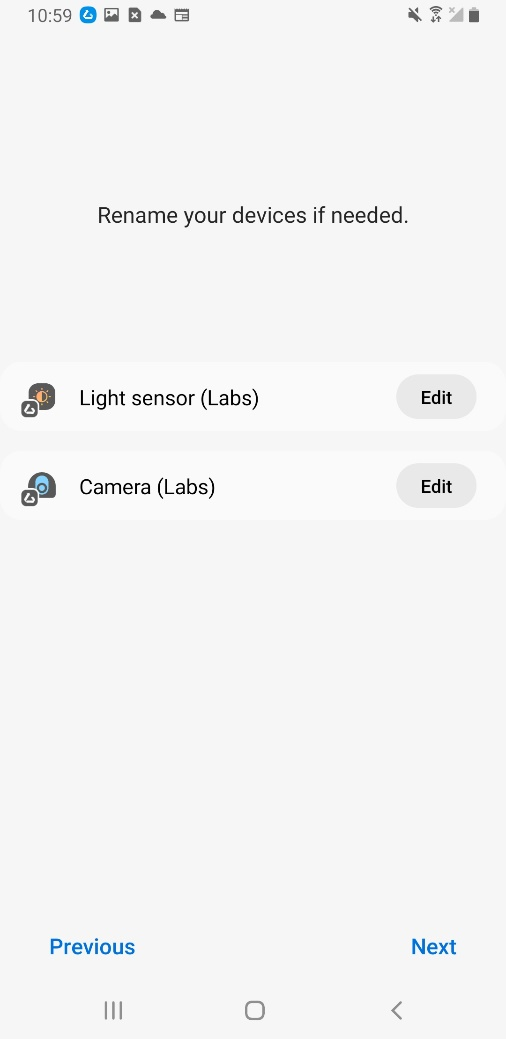 10:59
Rename your devices if needed.
Light sensor (Labs)
Edit
Camera (Labs)
Edit
Previous
Next